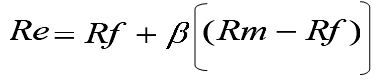 Re = Rf + β[(Rm − Rf)]